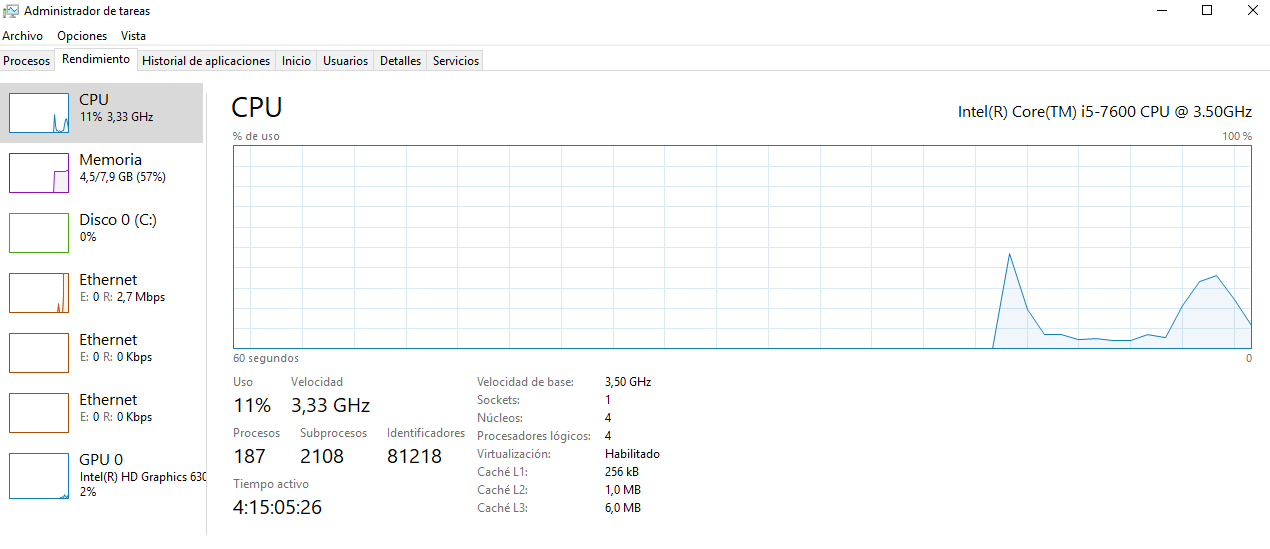 Administrador de tareas
Archivo Opciones Vista
Procesos Rendimiento Historial de aplicaciones Inicio Usuarios Detalles Servicios
CPU
11% 3,33 GHz
Memoria
4,5/7,9 GB (57%)
Disco 0 (C:)
0%
Ethernet
E: 0 R: 2,7 Mbps
Ethernet
E: 0 R: 0 Kbps
Ethernet
E: 0 R: 0 Kbps
GPU 0
Intel(R) HD Graphics 630
2%
CPU
Intel(R) Core(TM) i5-7600 CPU @ 3.50GHz
% de uso 100 %
60 segundos 0
Uso Velocidad
11% 3,33 GHz
Procesos Subprocesos Identificadores
187 2108 81218
Tiempo activo
4:15:05:26
Velocidad de base: 3,50 GHz
Sockets: 1
Núcleos: 4
Procesadores lógicos: 4
Virtualización: Habilitado
Caché L1: 256 kB
Caché L2: 1,0 MB
Caché L3: 6,0 MB